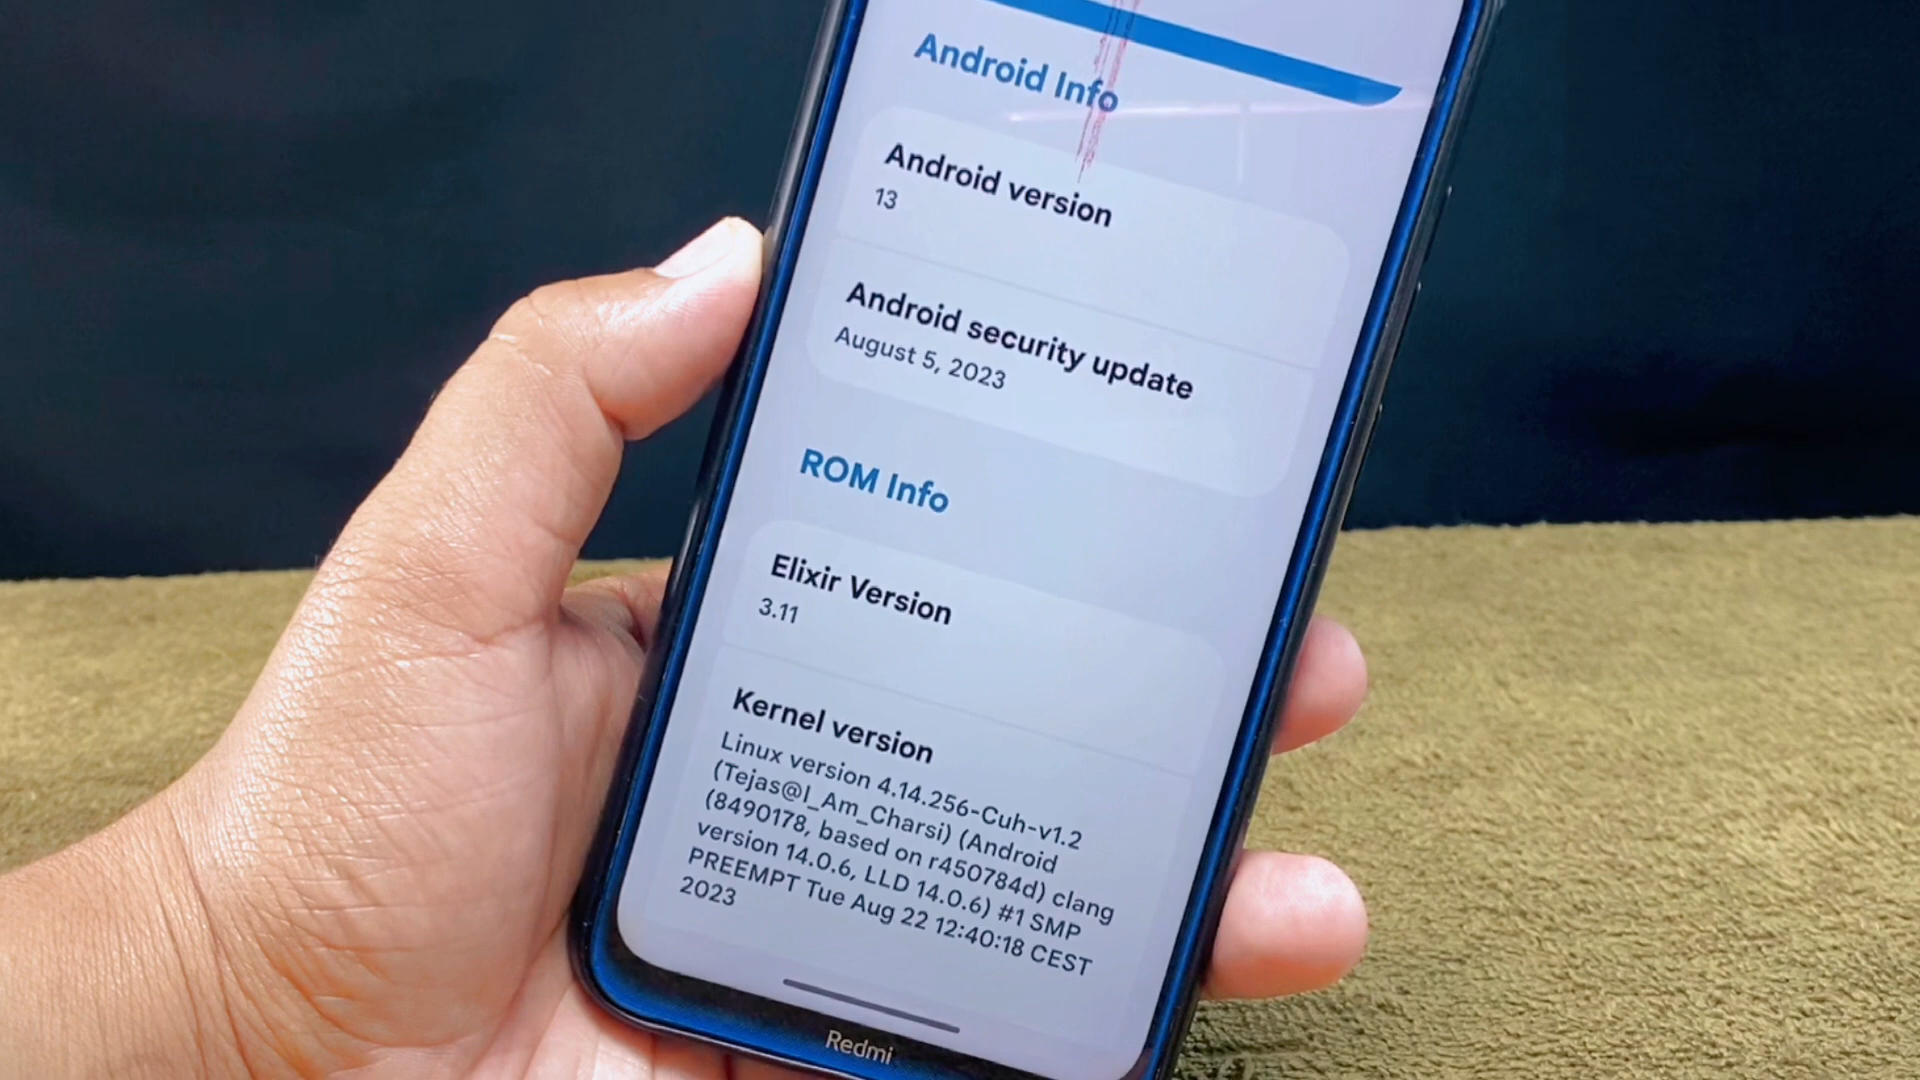 Android Info
Android version
13
Android security update
August 5, 2023
ROM Info
Elixir Version
3.11
Kernel version
Linux version 4.14.256-Cuh-v1.2
(Tejas@I_Am_Charsi) (Android
(8490178, based on r450784d) clang
version 14.0.6, LLD 14.0.6) #1 SMP
PREEMPT Tue Aug 22 12:40:18 CEST
2023
Redmi